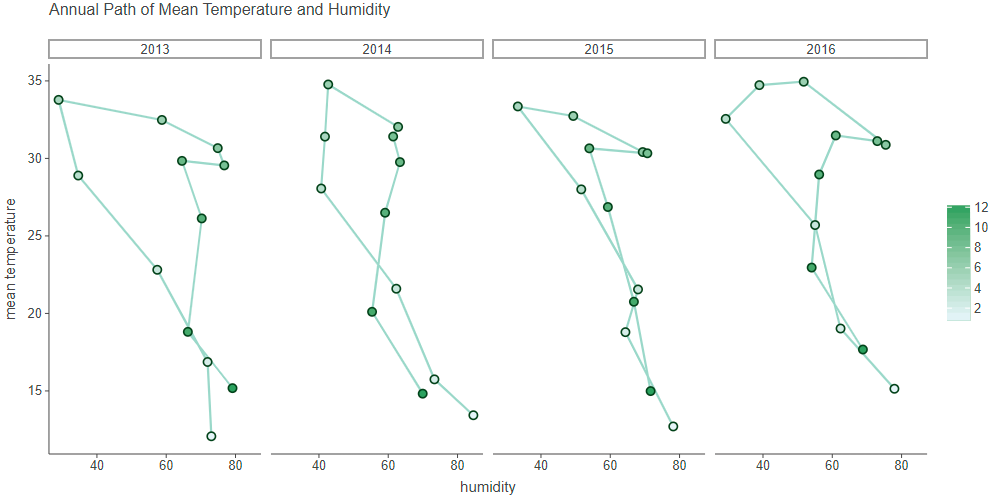 Annual Path of Mean Temperature and Humidity
2013 2014 2015 2016
35
30
25
20
15
mean temperature
40 60 80 40 60 80 40 60 80 40 60 80
humidity
12
10
8
6
4
2